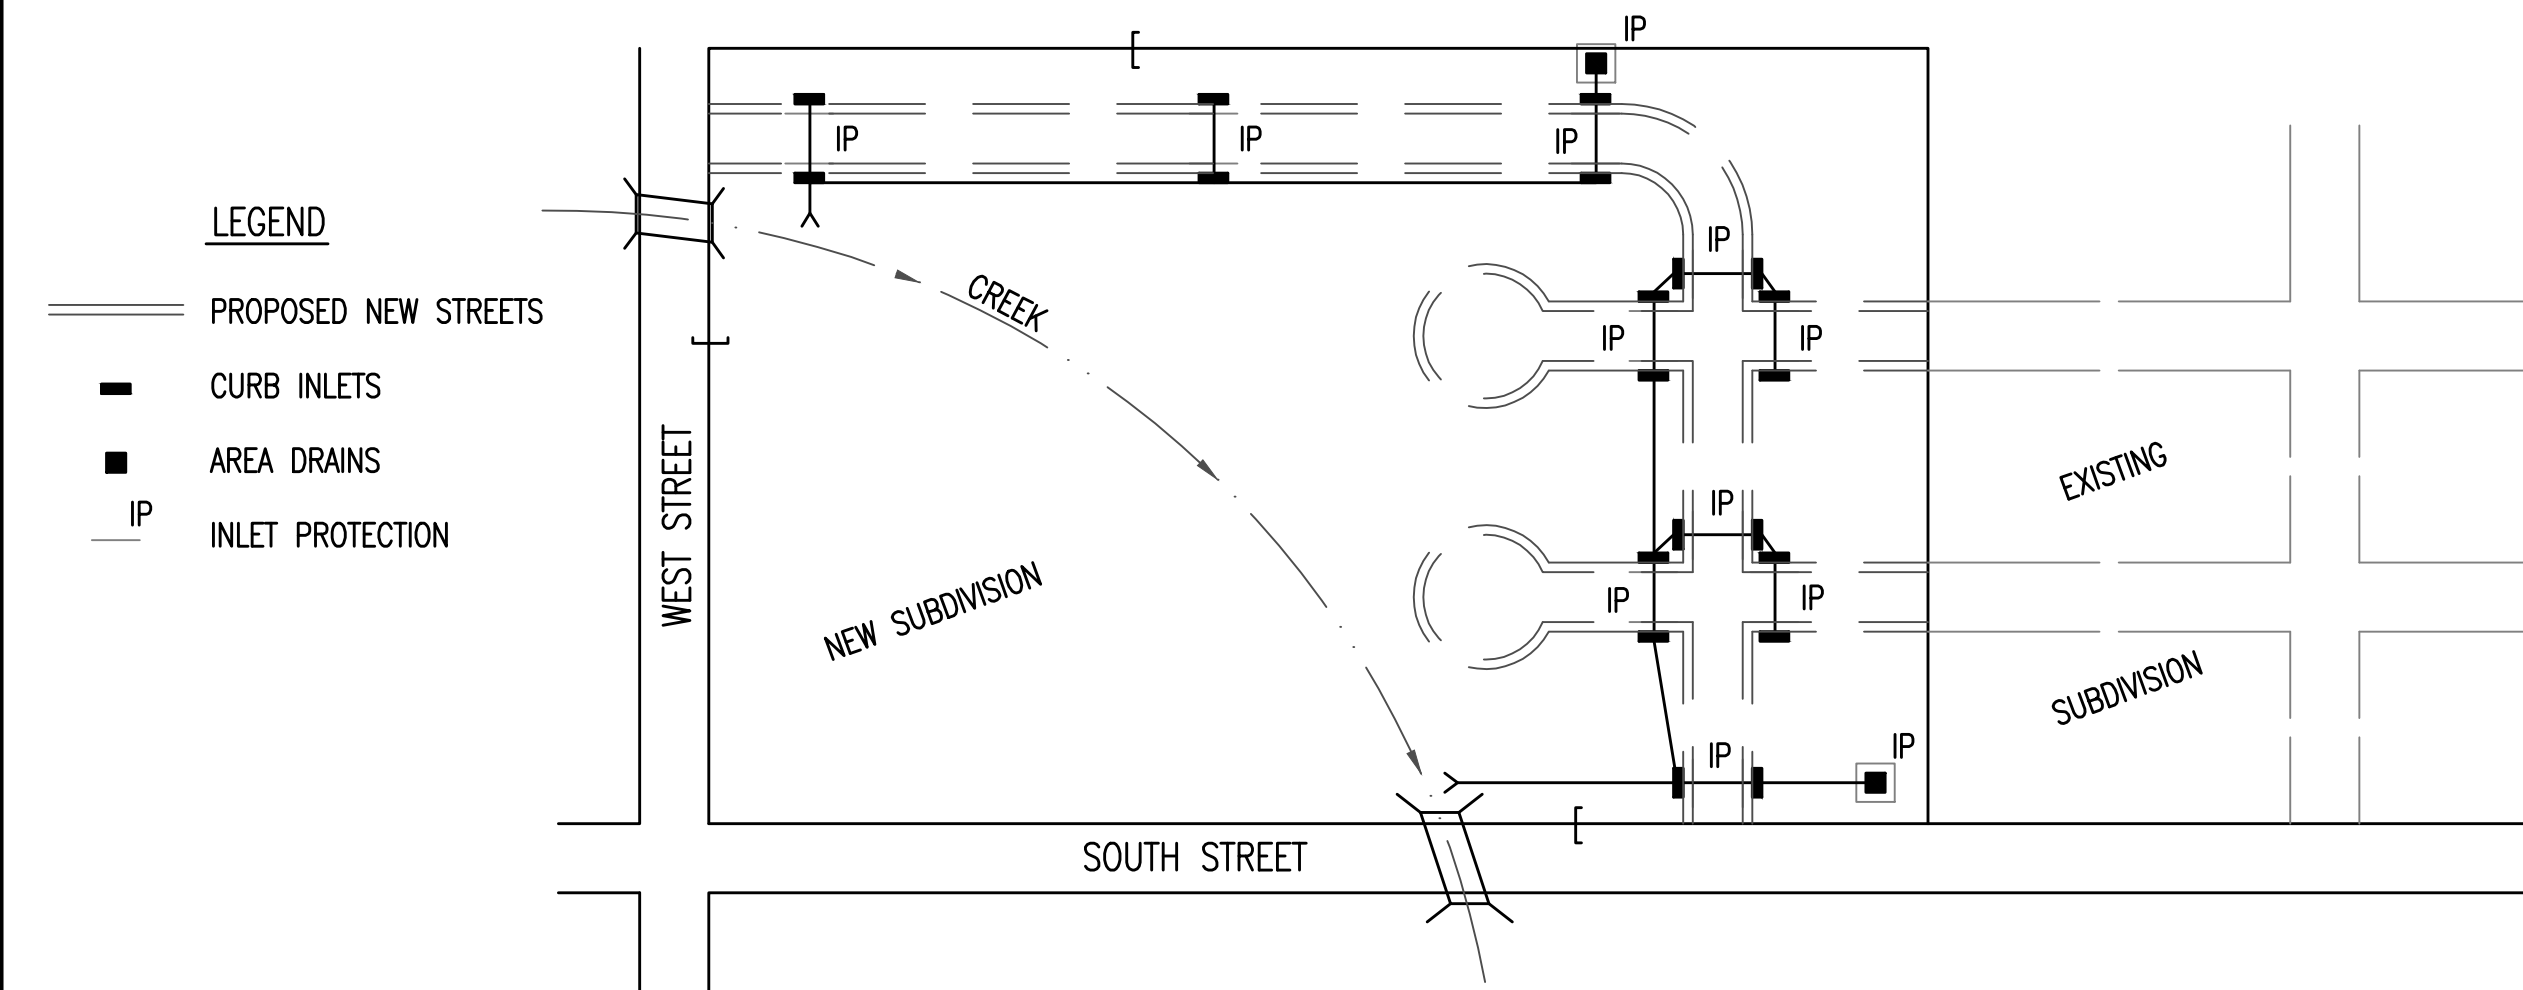 LEGEND
PROPOSED NEW STREETS
CURB INLETS
AREA DRAINS
IP
INLET PROTECTION
IP
IP
IP
IP
IP
IP
IP
IP
IP
IP
IP
IP
CREEK
WEST STREET
NEW SUBDIVISION
EXISTING
SUBDIVISION
SOUTH STREET